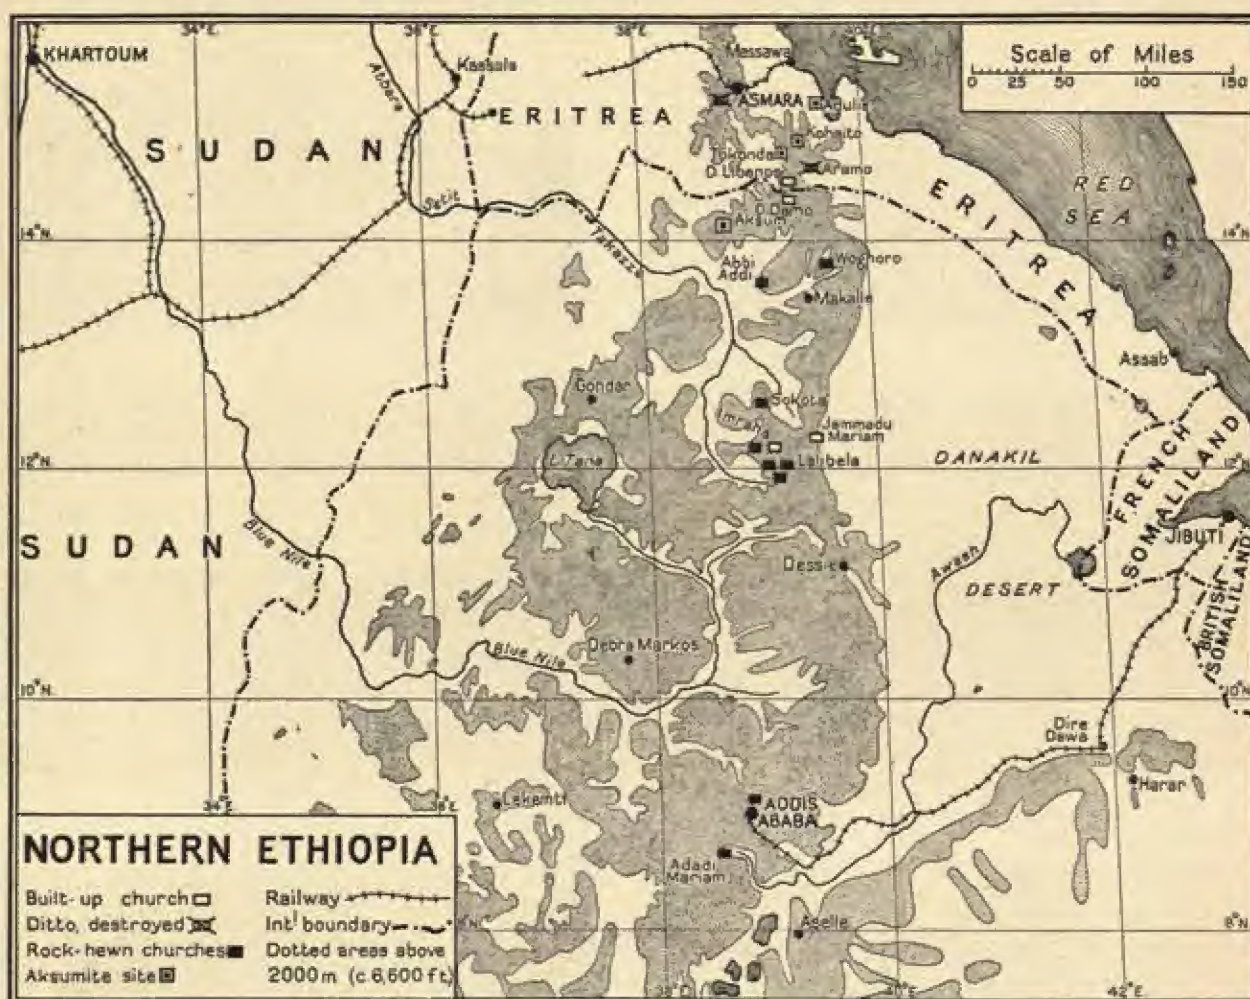 34°E
36°E
38°E
KHARTOUM
Atbara
Kassala
Massawa
Scale of Miles
0 25 50 100 150
ERITREA
ASMARA
Adulis
SUDAN
Kohaito
Tokonda
D. Libanos
Aramo
RED
SEA
Setit
D. Damo
Aksum
ERITREA
14°N.
14°N
Takazze
Abbi
Addi
Woghoro
Makalle
Assab
Gondar
Sokota
Imraha
Jammadu
Mariam
L. Tana
Lalibela
DANAKIL
12°N
12°N
FRENCH
SOMALILAND
SUDAN
Blue Nile
JIBUTI
Dessie
Awash
DESERT
BRITISH
SOMALILAND
Debra Markos
Blue Nile
10°N.
10°N
Dire
Dawa
Harar
34°E
36°E
Lekemti
ADDIS
ABABA
Adadi
Mariam
Aselle
8°N
38°
40°E
42°E
NORTHERN ETHIOPIA
Built-up church
Railway
Ditto, destroyed
Int! boundary
Rock-hewn churches
Dotted areas above
Aksumite site
2000m (c.6,600 ft)